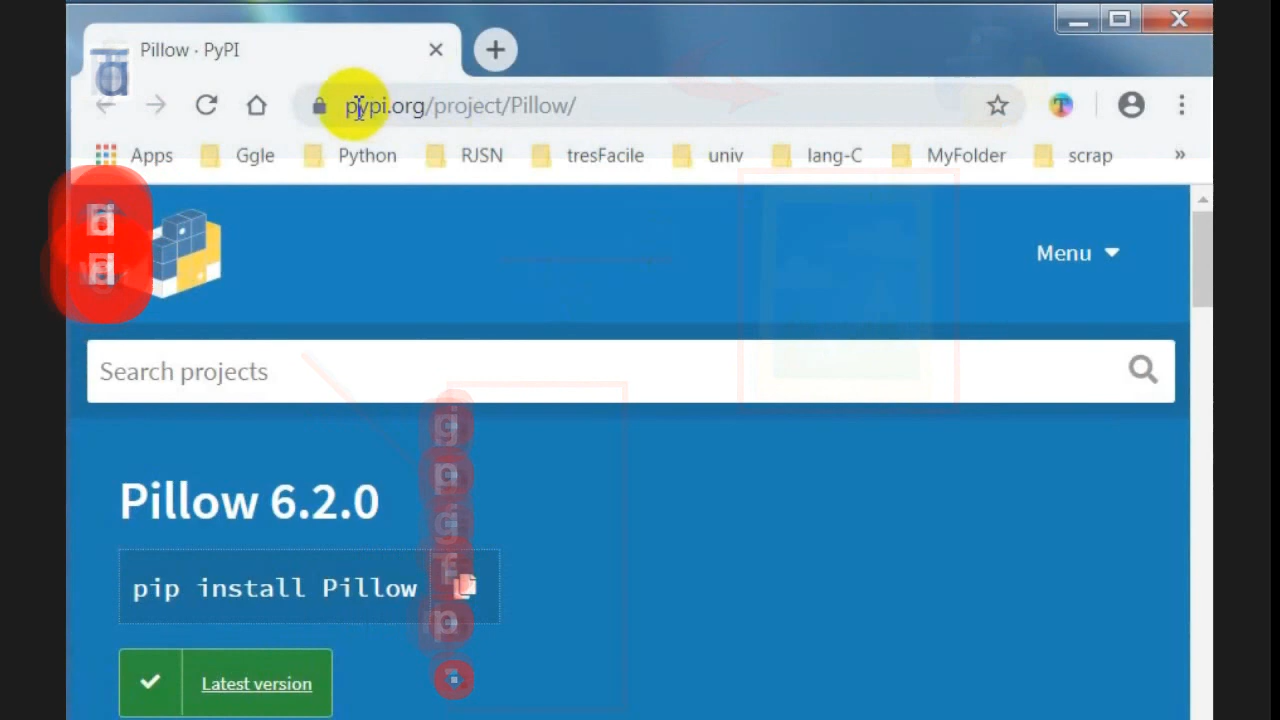 Pillow · PyPI
pypi.org/project/Pillow/
Apps Ggle Python RJSN tresFacile univ lang-C MyFolder scrap »
Menu
Search projects
Pillow 6.2.0
pip install Pillow
Latest version